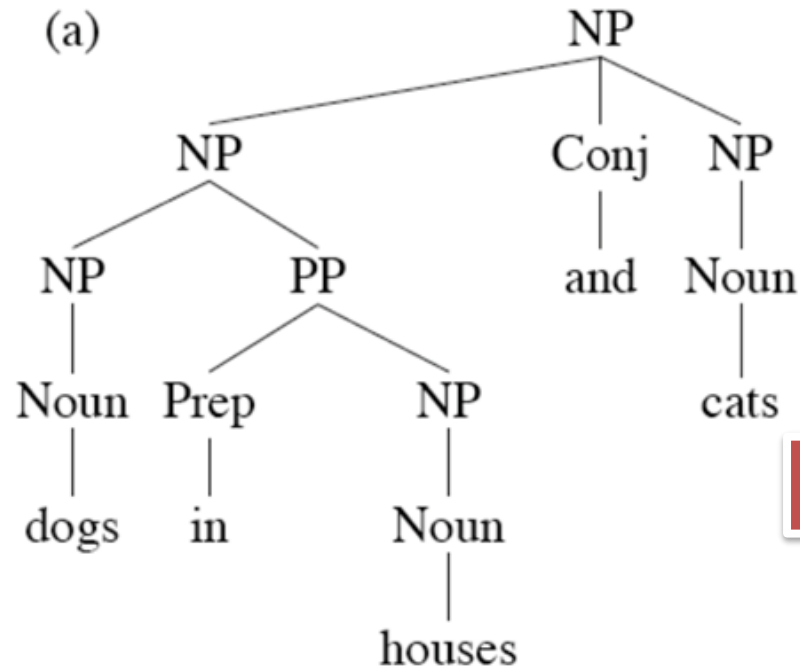 (a) NP
NP Conj NP
NP PP and Noun
Noun Prep NP cats
dogs in Noun
houses